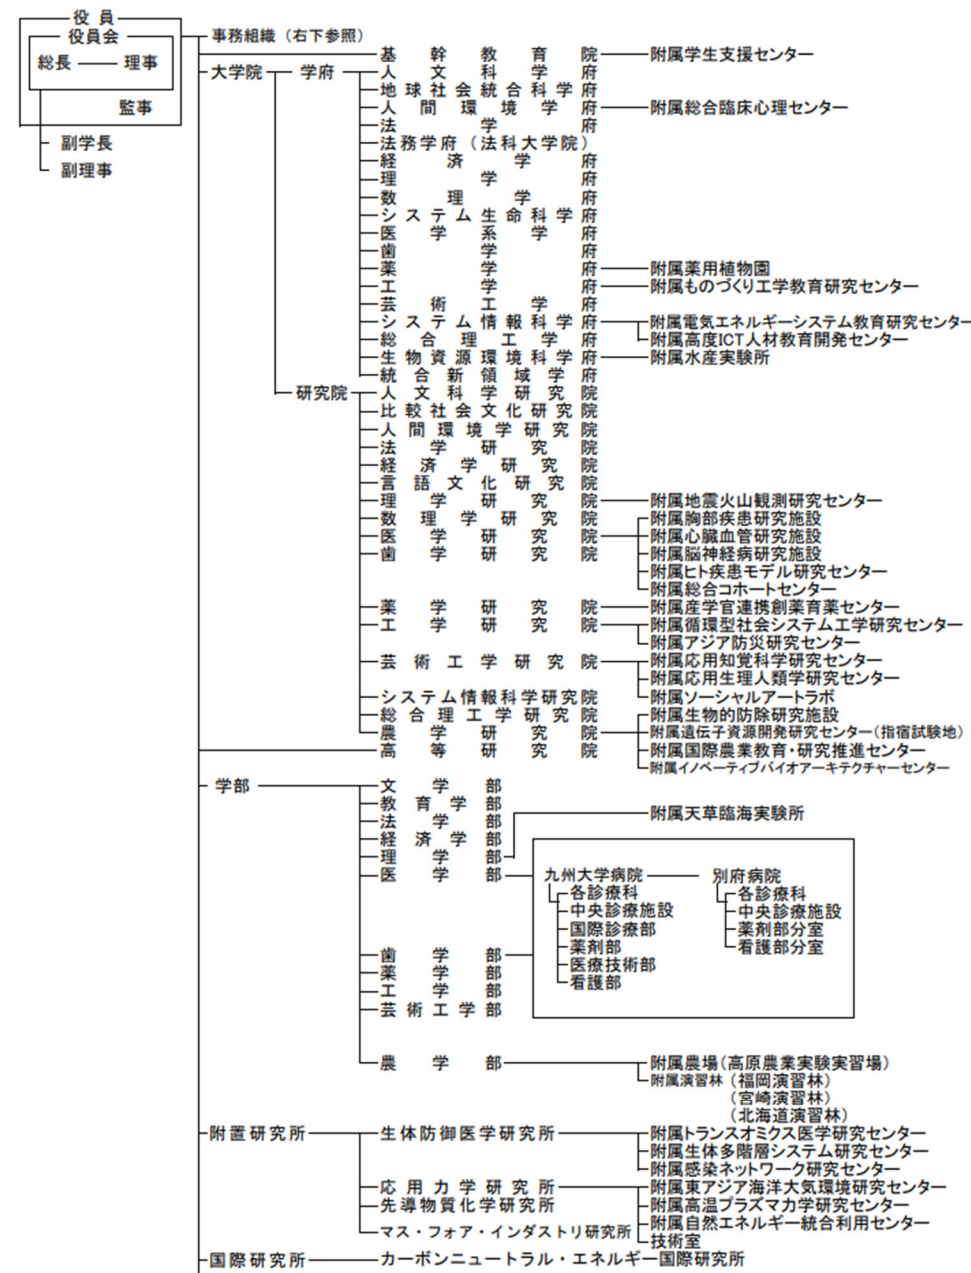 役員
役員会
総長 理事
監事
副学長
副理事
事務組織（右下参照）
基幹教育院 附属学生支援センター
大学院 学府 人文科学府
地球社会統合科学府
人間環境学府 附属総合臨床心理センター
法学府
法務学府（法科大学院）
経済学府
理学府
数理学府
システム生命科学府
医学系学府
歯学府
薬学府 附属薬用植物園
工学府 附属ものづくり工学教育研究センター
芸術工学府
システム情報科学府 附属電気エネルギーシステム教育研究センター
総合理工学府 附属高度ICT人材教育開発センター
生物資源環境科学府 附属水産実験所
統合新領域学府
研究院 人文科学研究院
比較社会文化研究院
人間環境学研究院
法学研究院
経済学研究院
言語文化研究院
理学研究院 附属地震火山観測研究センター
数理学研究院 附属胸部疾患研究施設
医学研究院 附属心臓血管研究施設
歯学研究院 附属脳神経病研究施設
附属ヒト疾患モデル研究センター
附属総合コホートセンター
薬学研究院 附属産学官連携創薬育薬センター
工学研究院 附属循環型社会システム工学研究センター
附属アジア防災研究センター
芸術工学研究院 附属応用知覚科学研究センター
附属応用生理人類学研究センター
システム情報科学研究院 附属ソーシャルアートラボ
総合理工学研究院 附属生物的防除研究施設
農学研究院 附属遺伝子資源開発研究センター（指宿試験地）
高等研究院 附属国際農業教育・研究推進センター
附属イノベーティブバイオアーキテクチャーセンター
学部 文学部
教育学部
法学部 附属天草臨海実験所
経済学部
理学部
医学部 九州大学病院 別府病院
各診療科 各診療科
中央診療施設 中央診療施設
国際診療部 薬剤部分室
薬剤部 看護部分室
歯学部 医療技術部
薬学部 看護部
工学部
芸術工学部
農学部 附属農場（高原農業実験実習場）
附属演習林（福岡演習林）
（宮崎演習林）
（北海道演習林）
附置研究所 生体防御医学研究所 附属トランスオミクス医学研究センター
附属生体多階層システム研究センター
附属感染ネットワーク研究センター
応用力学研究所 附属東アジア海洋大気環境研究センター
先導物質化学研究所 附属高温プラズマ力学研究センター
附属自然エネルギー統合利用センター
マス・フォア・インダストリ研究所 技術室
国際研究所 カーボンニュートラル・エネルギー国際研究所